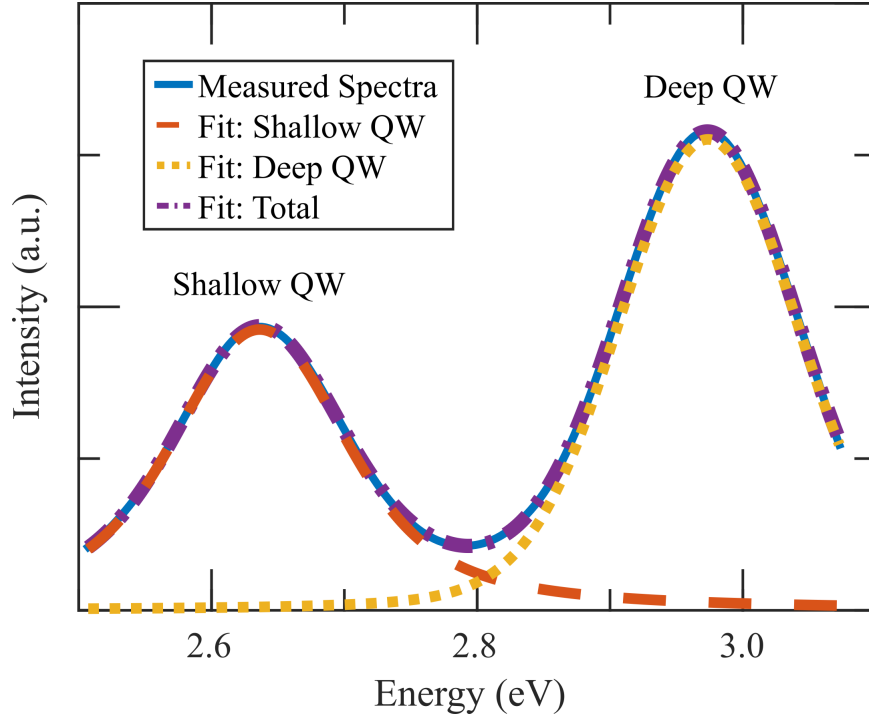 Measured Spectra
Fit: Shallow QW
Fit: Deep QW
Fit: Total
Deep QW
Shallow QW
Intensity (a.u.)
2.6
2.8
3.0
Energy (eV)